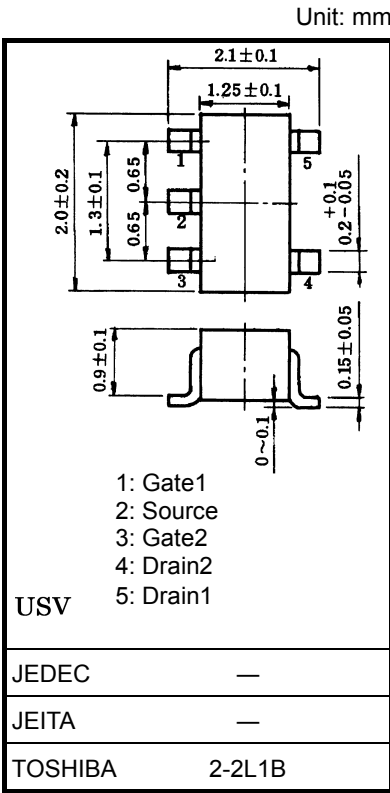 Unit: mm
2.1±0.1
1.25±0.1
2.0±0.2
1.3±0.1
0.65
0.65
1
2
3
5
4
+0.1
0.2-0.05
0.9±0.1
0.15±0.05
0~0.1
1: Gate1
2: Source
3: Gate2
4: Drain2
5: Drain1
USV
JEDEC —
JEITA —
TOSHIBA 2-2L1B